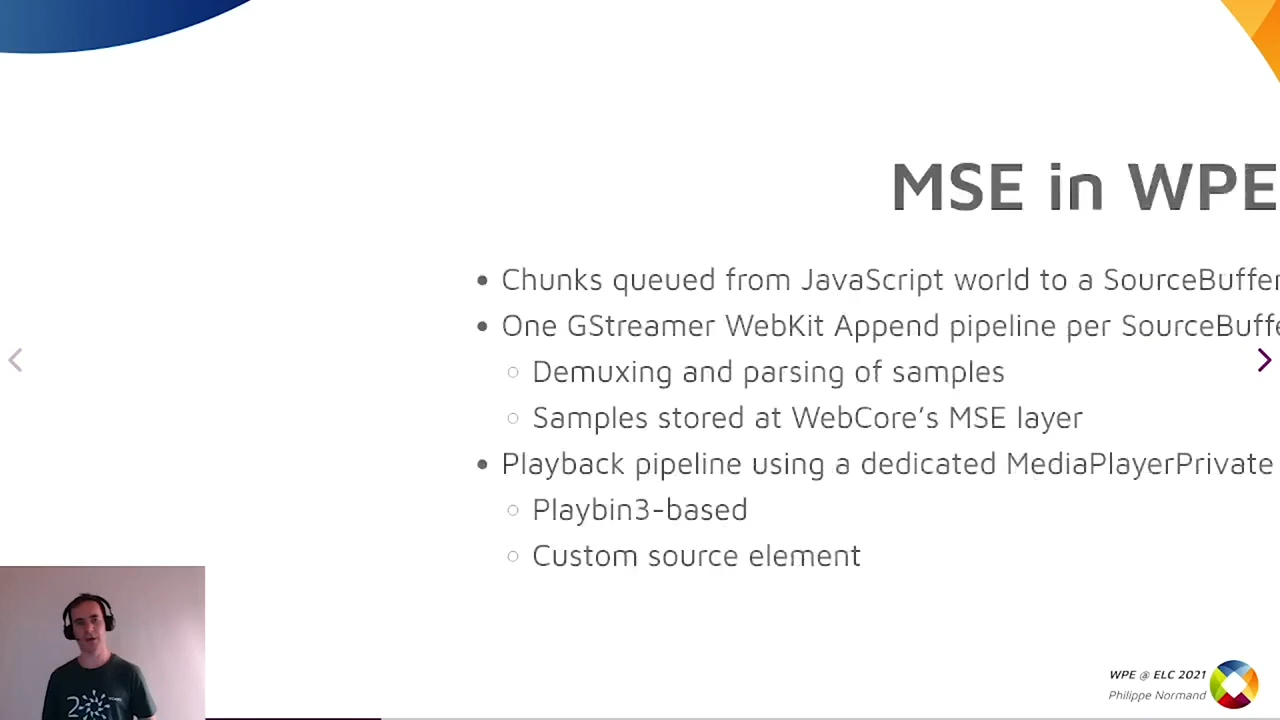 MSE in WPE
• Chunks queued from JavaScript world to a SourceBuffer
• One GStreamer WebKit Append pipeline per SourceBuffe
○ Demuxing and parsing of samples
○ Samples stored at WebCore’s MSE layer
• Playback pipeline using a dedicated MediaPlayerPrivate
○ Playbin3-based
○ Custom source element
20
WPE @ ELC 2021
Philippe Normand